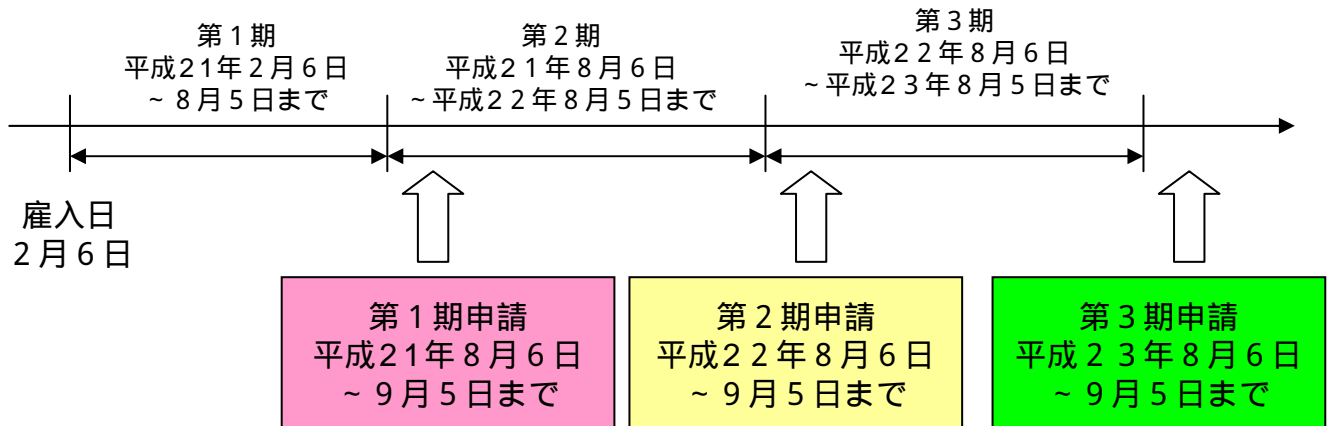 第１期
平成２１年２月６日
～８月５日まで
第２期
平成２１年８月６日
～平成２２年８月５日まで
第３期
平成２２年８月６日
～平成２３年８月５日まで
雇入日
２月６日
第１期申請
平成２１年８月６日
～９月５日まで
第２期申請
平成２２年８月６日
～９月５日まで
第３期申請
平成２３年８月６日
～９月５日まで